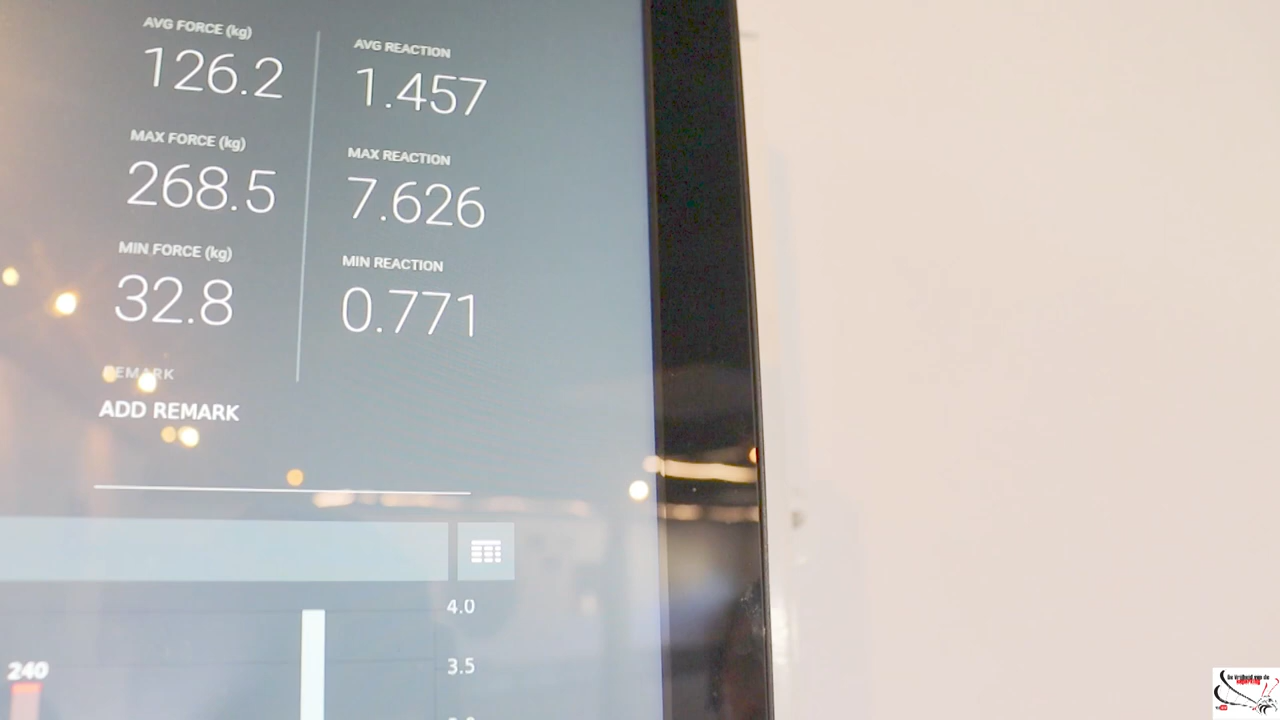 AVG FORCE (kg)
126.2
MAX FORCE (kg)
268.5
MIN FORCE (kg)
32.8
REMARK
ADD REMARK
AVG REACTION
1.457
MAX REACTION
7.626
MIN REACTION
0.771
4.0
3.5
240